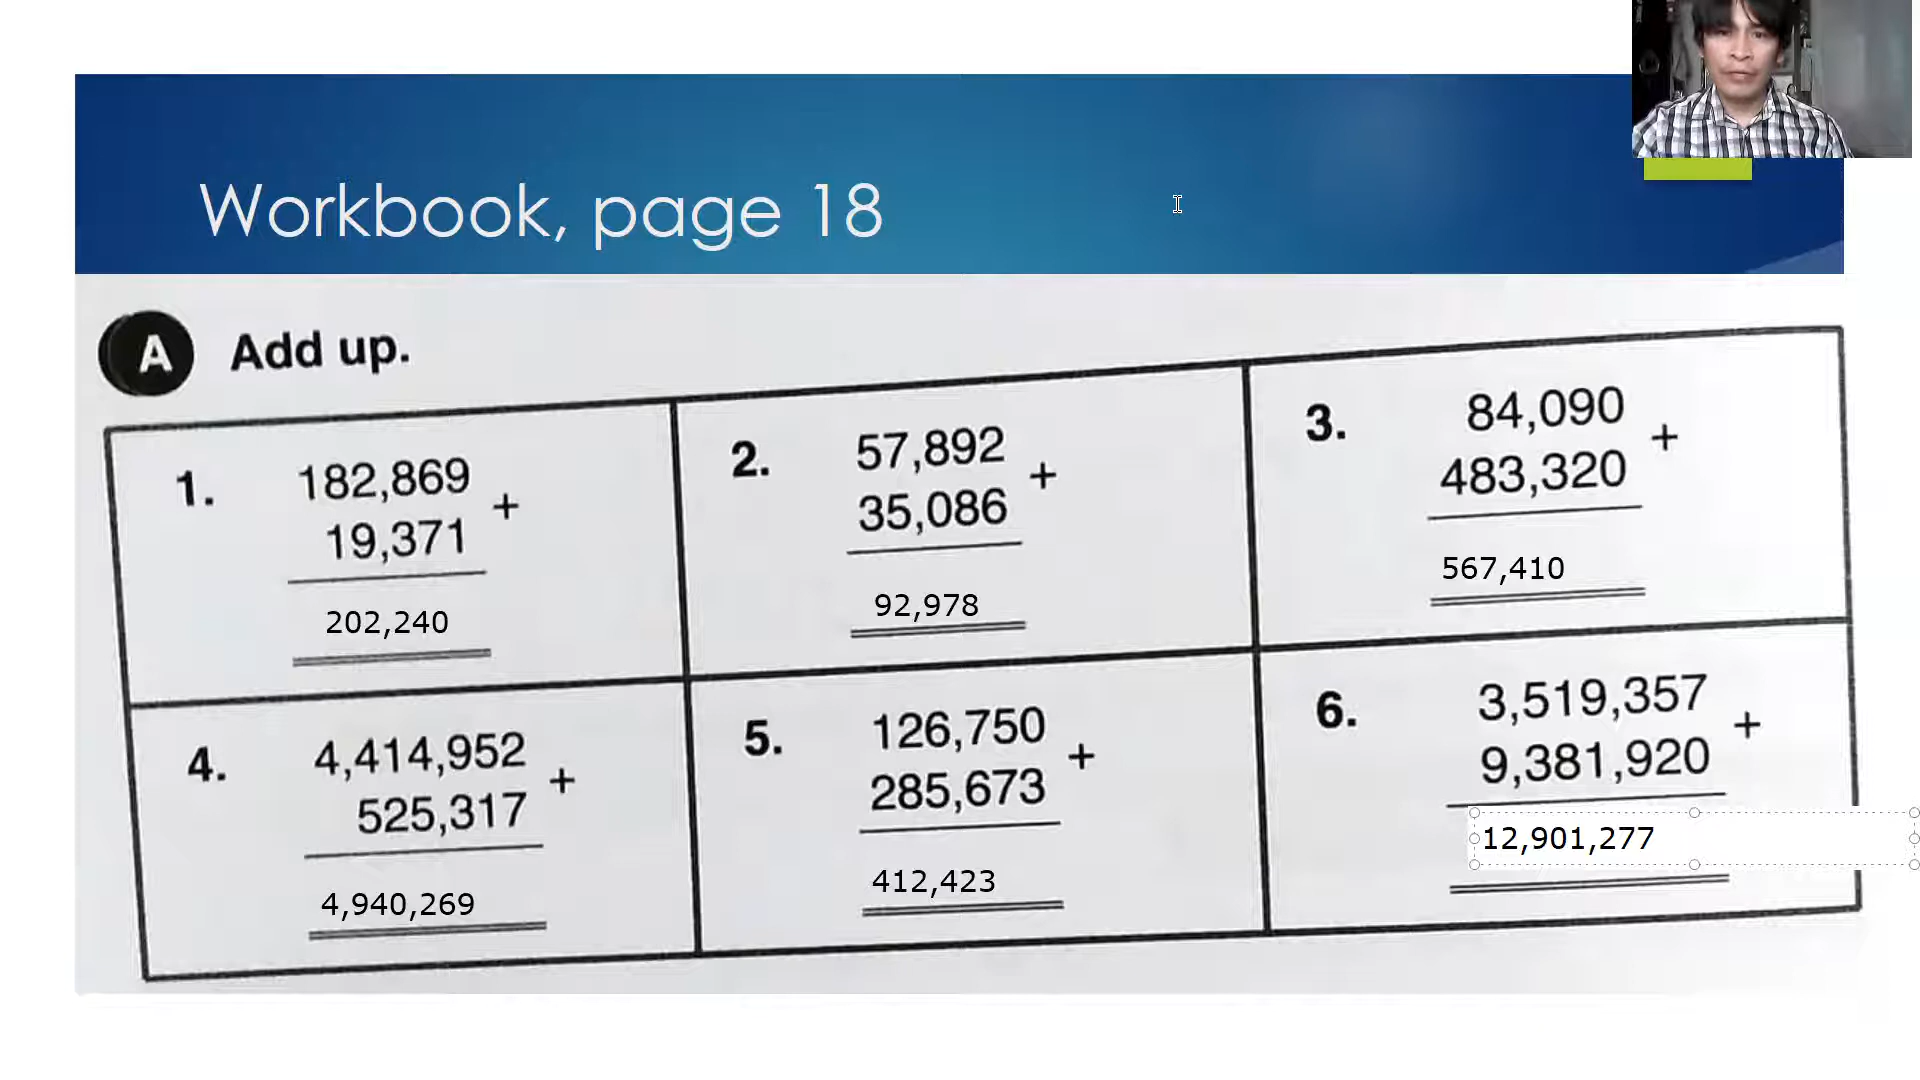 Workbook, page 18
A Add up.
1. 182,869 +
19,371
202,240
2. 57,892 +
35,086
92,978
3. 84,090 +
483,320
567,410
4. 4,414,952 +
525,317
4,940,269
5. 126,750 +
285,673
412,423
6. 3,519,357 +
9,381,920
12,901,277